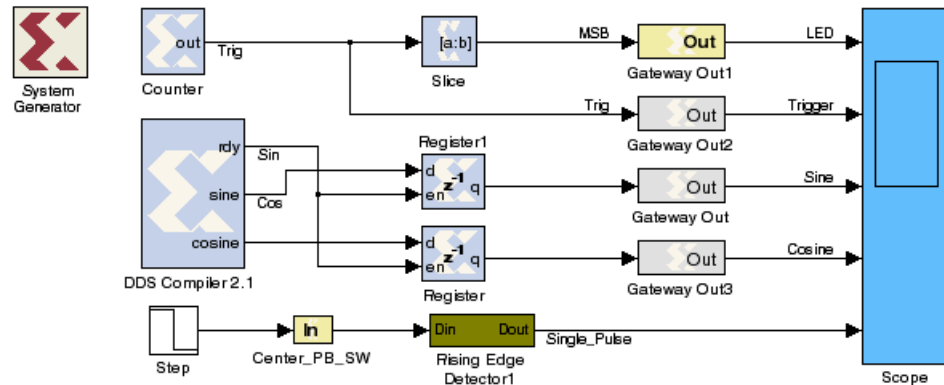 System
Generator
out
Counter
Trig
[a:b]
Slice
MSB
Out
Gateway Out1
LED
Trig
Out
Gateway Out2
Trigger
rdy
sine
cosine
DDS Compiler 2.1
Sin
Cos
Register1
d
en
z-1
q
Out
Gateway Out
Sine
d
en
z-1
q
Register
Out
Gateway Out3
Cosine
Step
In
Center_PB_SW
Din
Dout
Rising Edge
Detector1
Single_Pulse
Scope